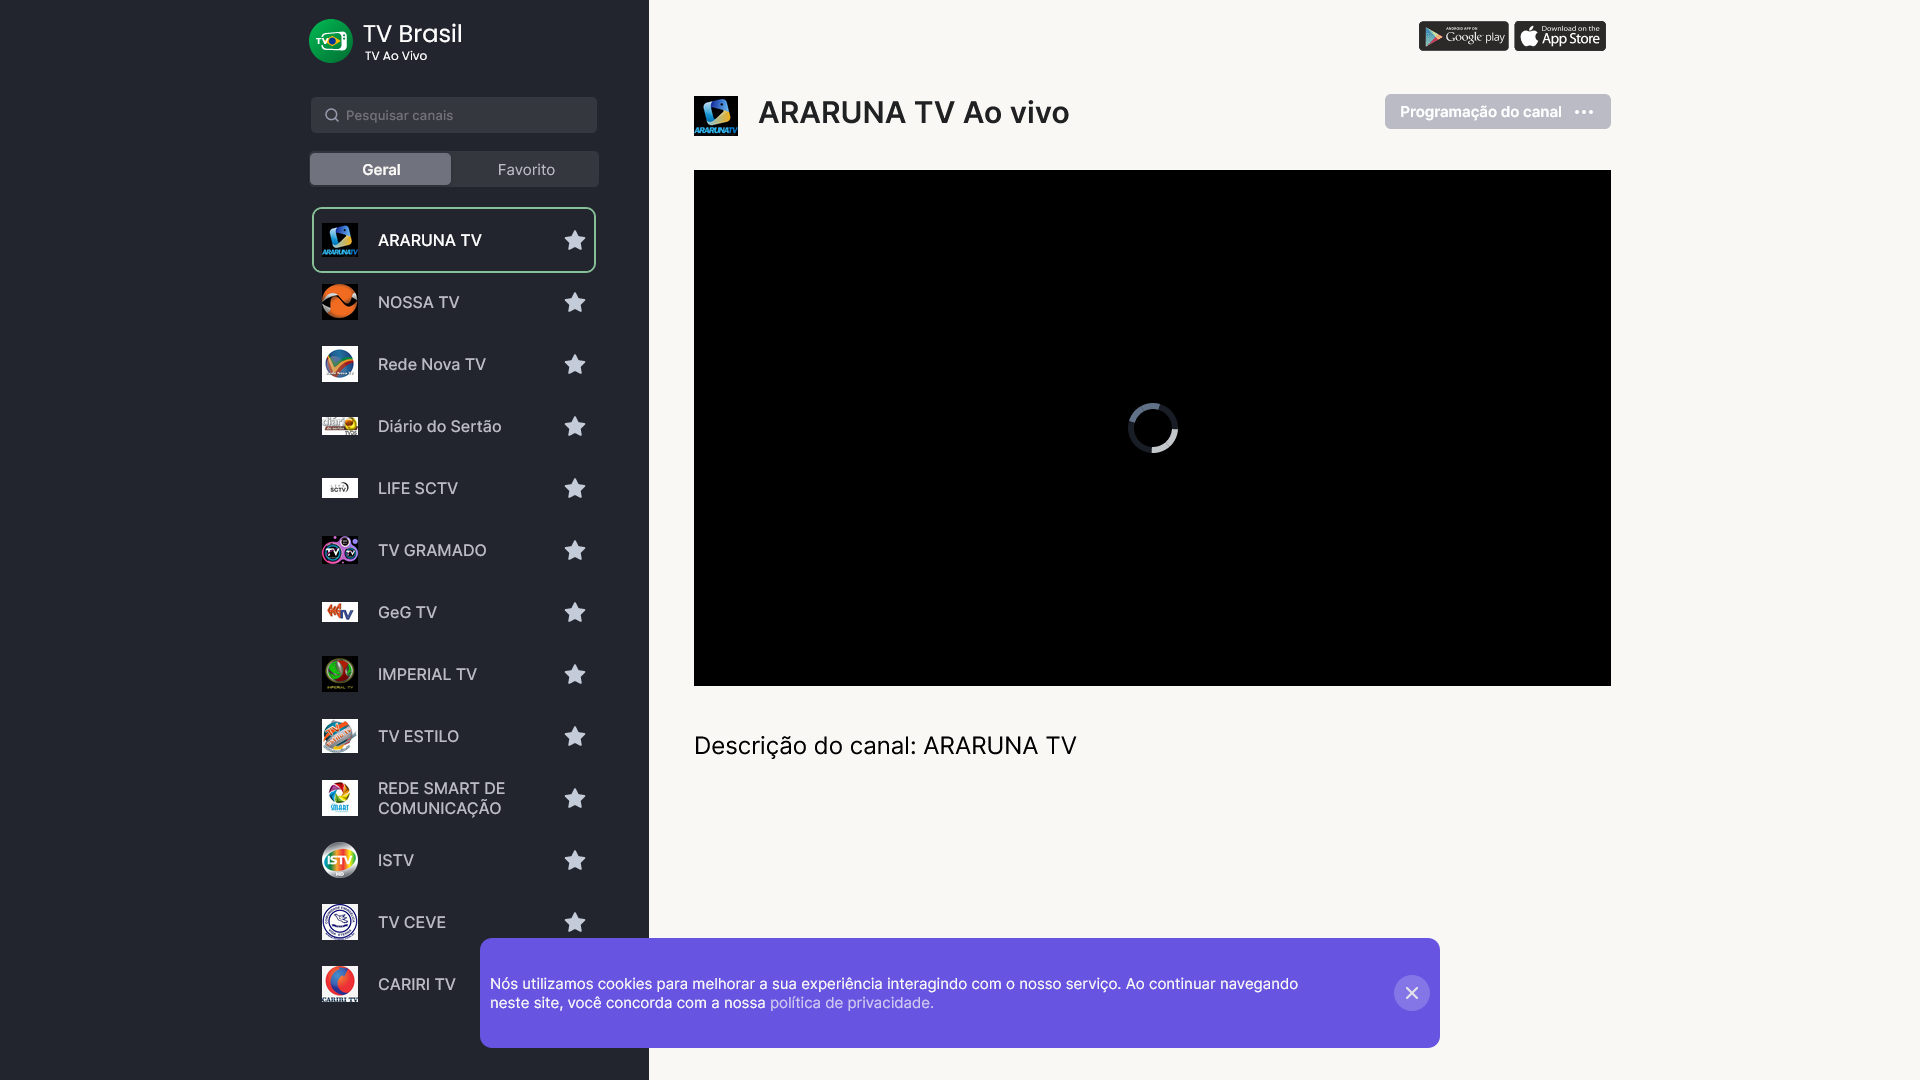 TV Brasil
TV Ao Vivo
Pesquisar canais
Geral
Favorito
ARARUNA TV
NOSSA TV
Rede Nova TV
Diário do Sertão
LIFE SCTV
TV GRAMADO
GeG TV
IMPERIAL TV
TV ESTILO
REDE SMART DE
COMUNICAÇÃO
ISTV
TV CEVE
CARIRI TV
ANDROID APP ON
Google play
Download on the
App Store
ARARUNATV
ARARUNA TV Ao vivo
Programação do canal
Descrição do canal: ARARUNA TV
Nós utilizamos cookies para melhorar a sua experiência interagindo com o nosso serviço. Ao continuar navegando
neste site, você concorda com a nossa política de privacidade.